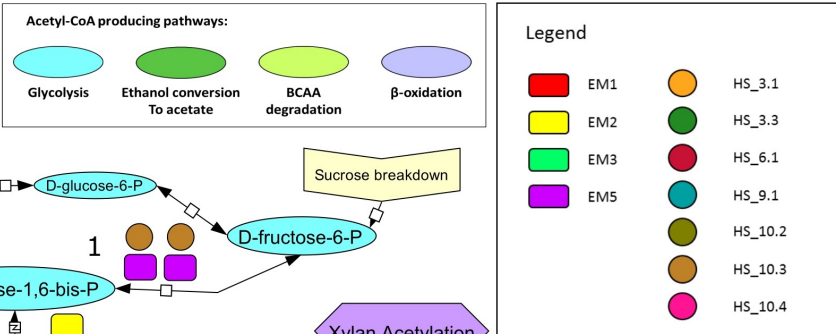 Acetyl-CoA producing pathways:
Glycolysis
Ethanol conversion
To acetate
BCAA
degradation
β-oxidation
Legend
EM1
HS_3.1
EM2
HS_3.3
EM3
HS_6.1
EM5
HS_9.1
HS_10.2
HS_10.3
HS_10.4
D-glucose-6-P
Sucrose breakdown
D-fructose-6-P
1
se-1,6-bis-P
Xylan Acetylation